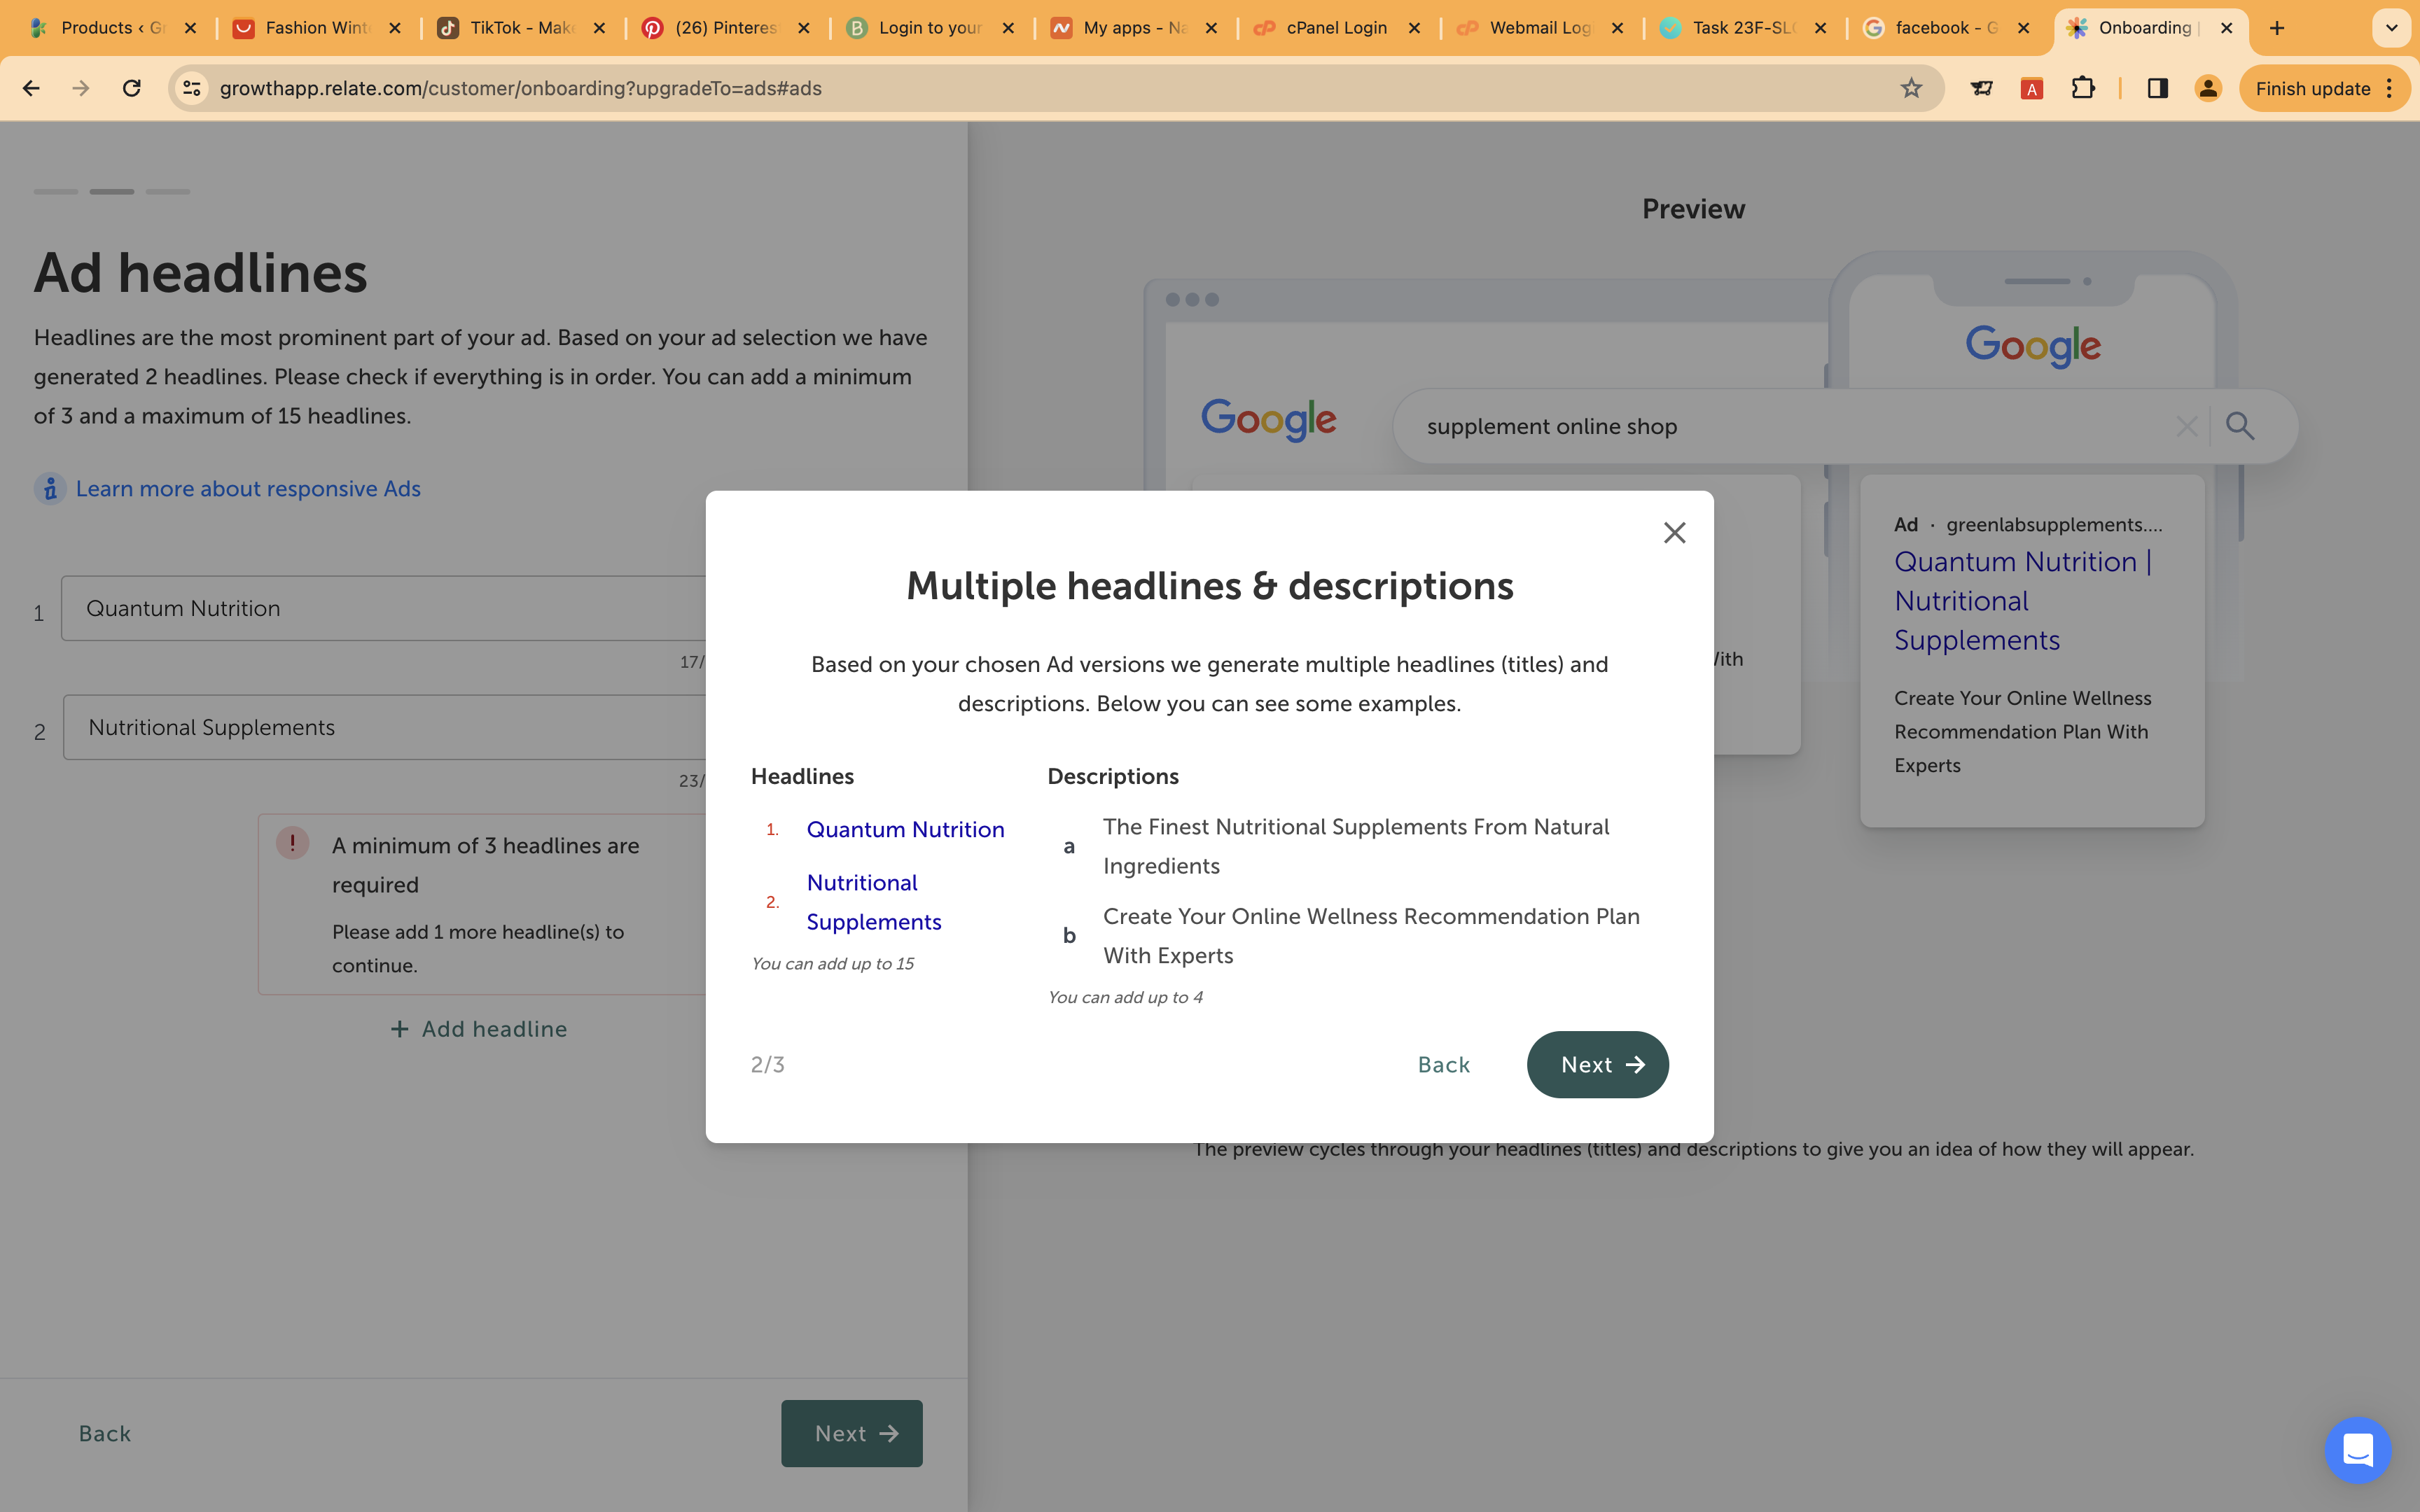 Products ‹ G
Fashion Wint
TikTok - Make
(26) Pinteres
Login to your
My apps - Na
cPanel Login
Webmail Log
Task 23F-SL
facebook - G
Onboarding |
growthapp.relate.com/customer/onboarding?upgradeTo=ads#ads
A
Finish update
Ad headlines
Headlines are the most prominent part of your ad. Based on your ad selection we have
generated 2 headlines. Please check if everything is in order. You can add a minimum
of 3 and a maximum of 15 headlines.
Learn more about responsive Ads
1
Quantum Nutrition
17/
2
Nutritional Supplements
23/
! A minimum of 3 headlines are
required
Please add 1 more headline(s) to
continue.
+ Add headline
Back
Next →
Preview
Google
Google
supplement online shop
With
Ad · greenlabsupplements....
Quantum Nutrition |
Nutritional
Supplements
Create Your Online Wellness
Recommendation Plan With
Experts
The preview cycles through your headlines (titles) and descriptions to give you an idea of how they will appear.
Multiple headlines & descriptions
Based on your chosen Ad versions we generate multiple headlines (titles) and
descriptions. Below you can see some examples.
Headlines
1. Quantum Nutrition
2. Nutritional
Supplements
You can add up to 15
Descriptions
a The Finest Nutritional Supplements From Natural
Ingredients
b Create Your Online Wellness Recommendation Plan
With Experts
You can add up to 4
2/3
Back
Next →